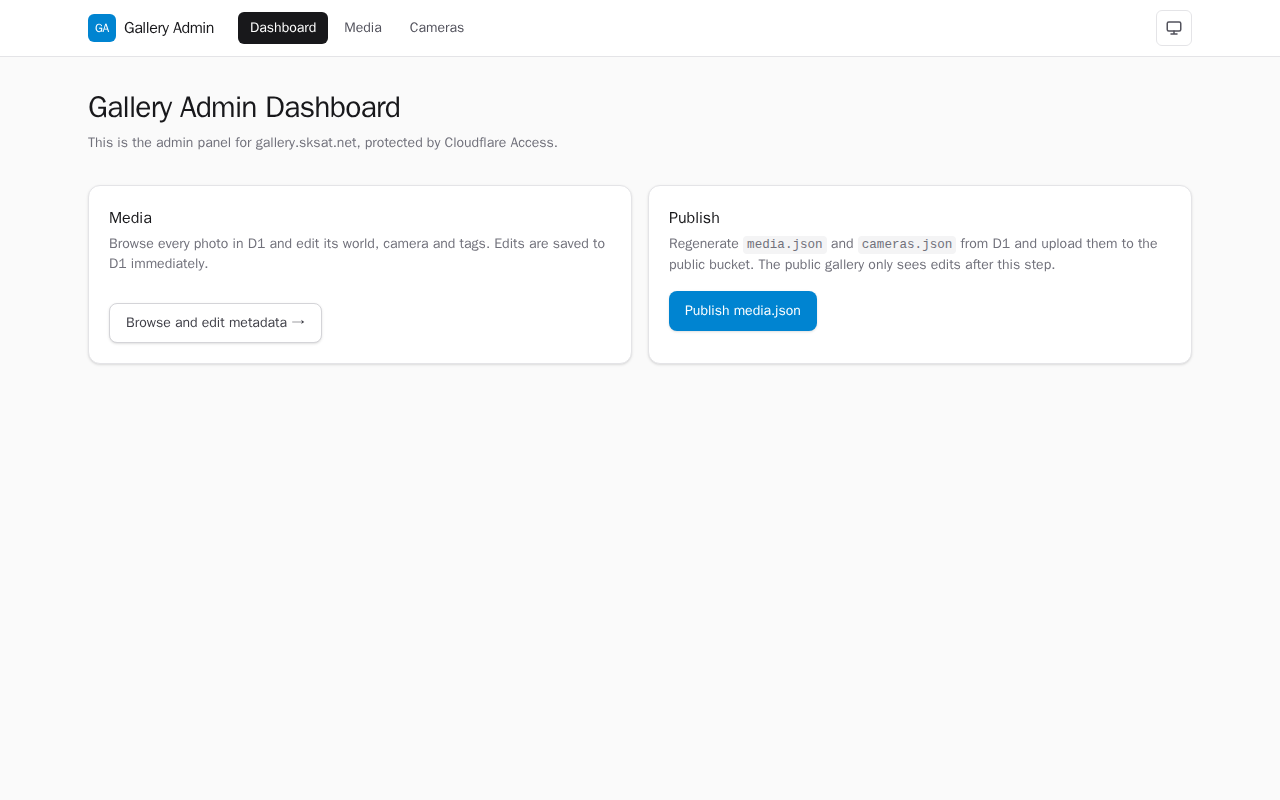 GA Gallery Admin Dashboard Media Cameras
Gallery Admin Dashboard
This is the admin panel for gallery.sksat.net, protected by Cloudflare Access.
Media
Browse every photo in D1 and edit its world, camera and tags. Edits are saved to
D1 immediately.
Browse and edit metadata →
Publish
Regenerate media.json and cameras.json from D1 and upload them to the
public bucket. The public gallery only sees edits after this step.
Publish media.json